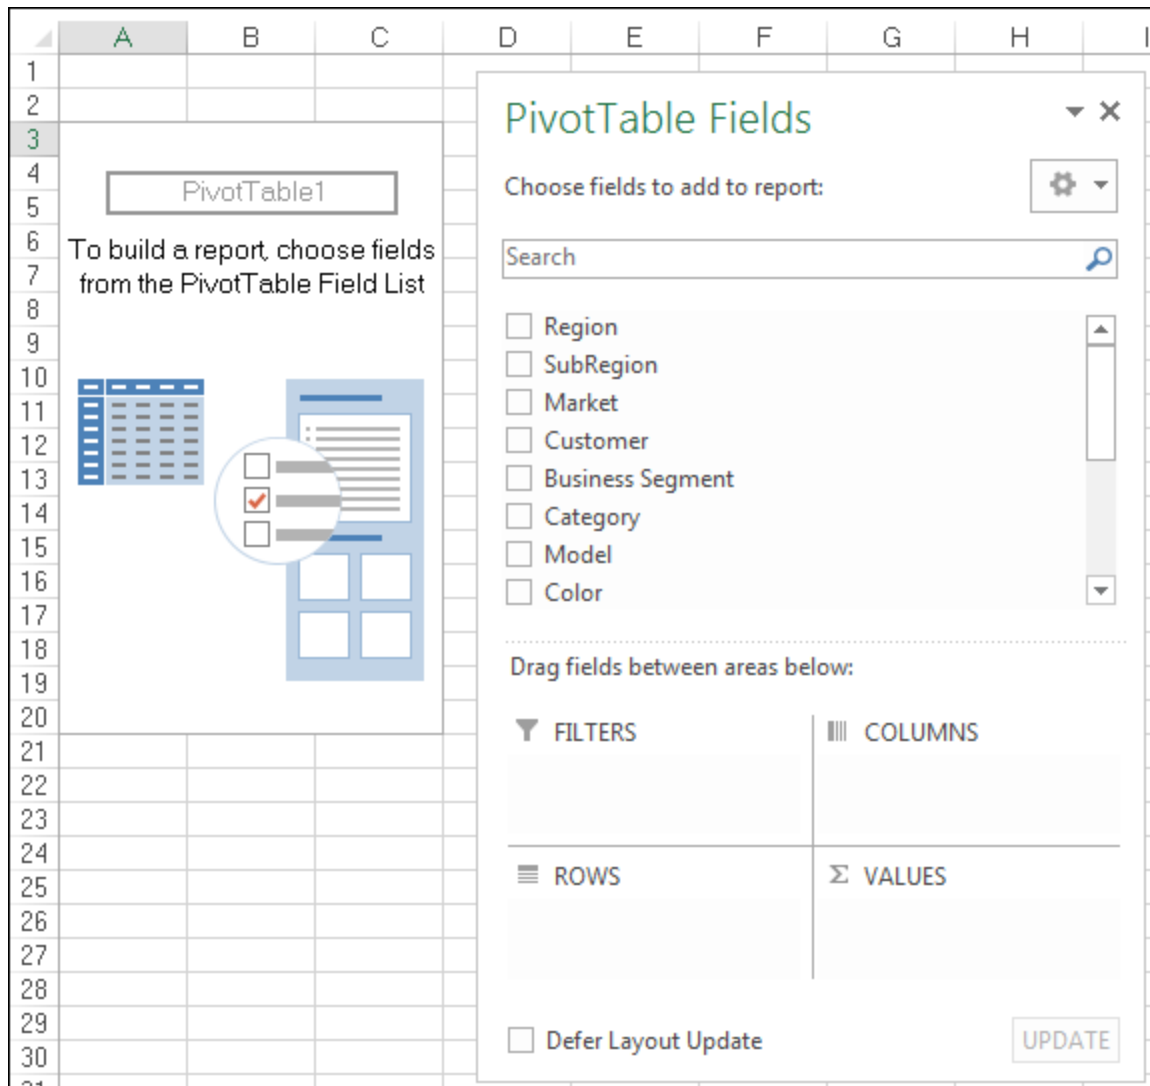 A B C D E F G H I
1
2
3
4
5
6
7
8
9
10
11
12
13
14
15
16
17
18
19
20
21
22
23
24
25
26
27
28
29
30
PivotTable1
To build a report, choose fields
from the PivotTable Field List
PivotTable Fields
Choose fields to add to report:
Search
Region
SubRegion
Market
Customer
Business Segment
Category
Model
Color
Drag fields between areas below:
FILTERS
COLUMNS
ROWS
Σ VALUES
Defer Layout Update
UPDATE